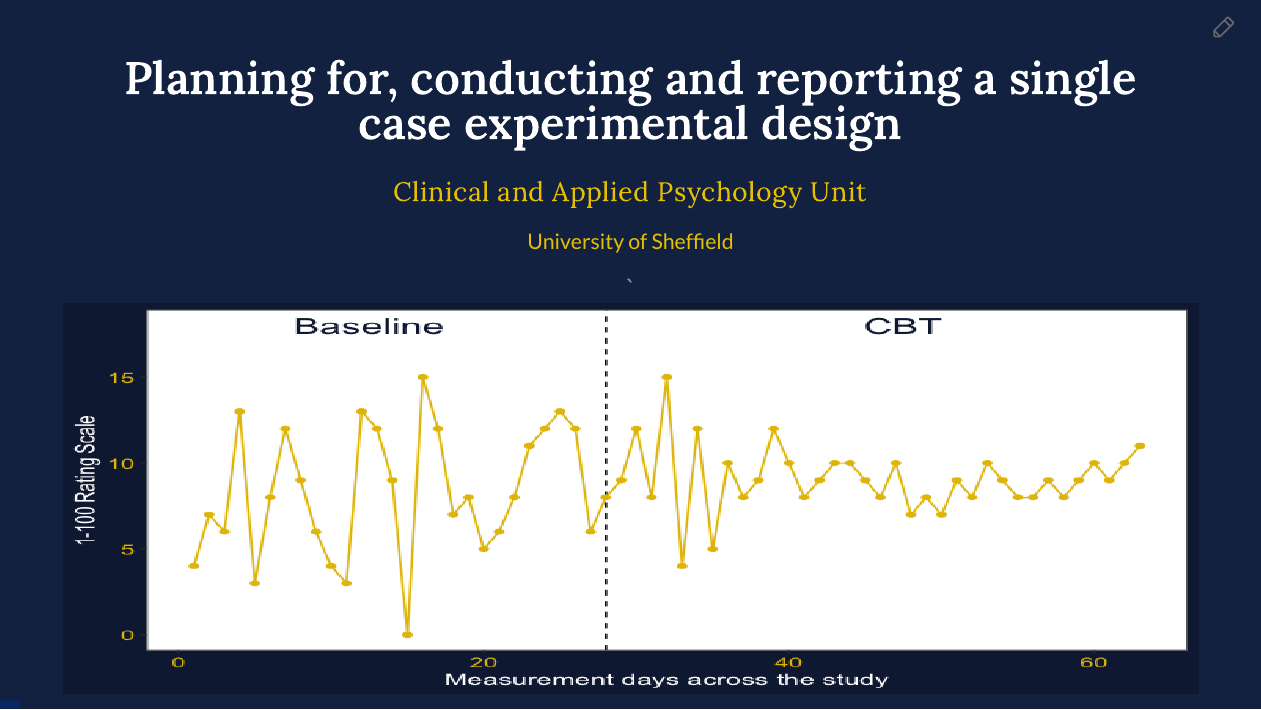 Planning for, conducting and reporting a single
case experimental design
Clinical and Applied Psychology Unit
University of Sheffield
`
Baseline
CBT
1-100 Rating Scale
15
10
5
0
0
20
40
60
Measurement days across the study